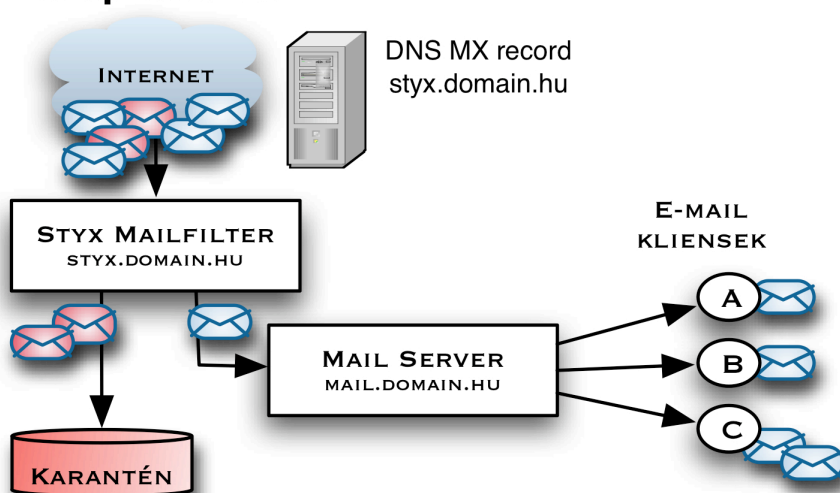 INTERNET
DNS MX record
styx.domain.hu
STYX MAILFILTER
STYX.DOMAIN.HU
E-MAIL
KLIENSEK
A
B
C
MAIL SERVER
MAIL.DOMAIN.HU
KARANTÉN